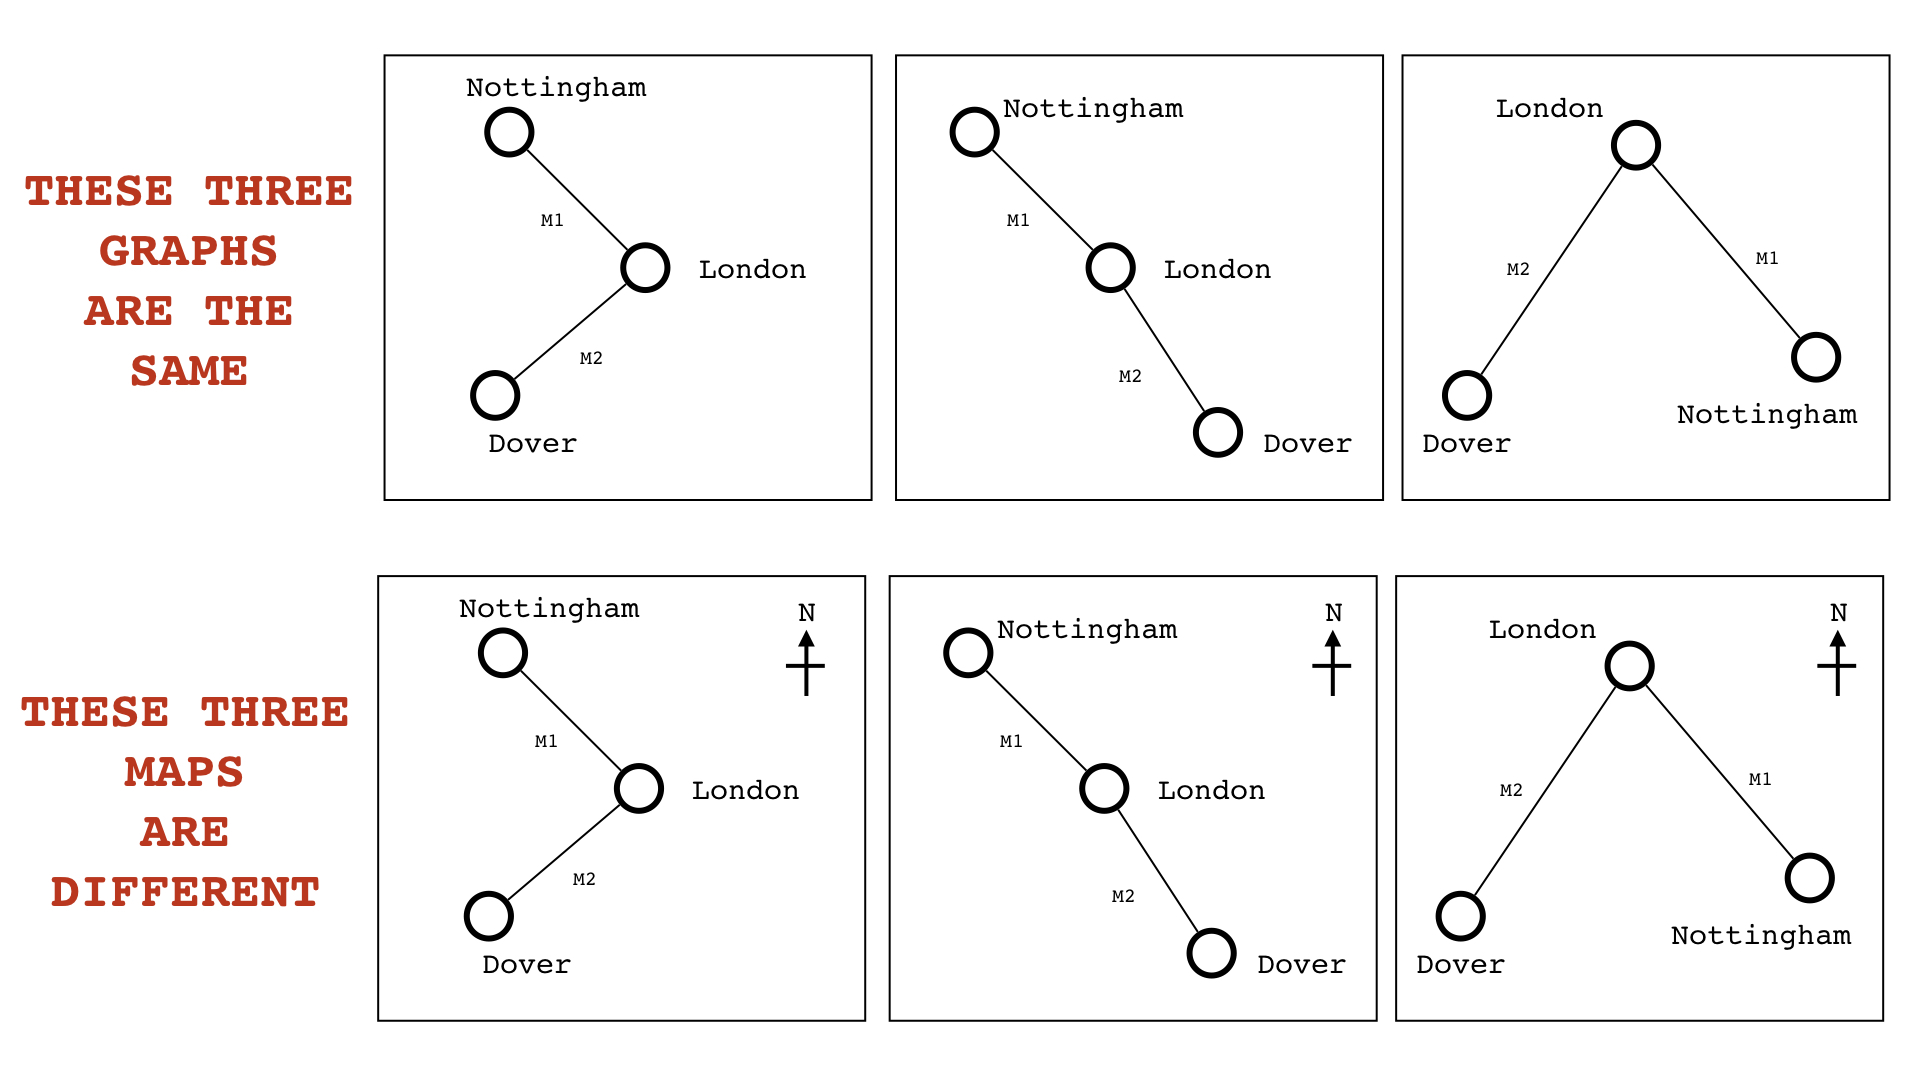 THESE THREE
GRAPHS
ARE THE
SAME
Nottingham
M1
London
M2
Dover
Nottingham
M1
London
M2
Dover
London
M2
M1
Dover
Nottingham
THESE THREE
MAPS
ARE
DIFFERENT
Nottingham
N
M1
London
M2
Dover
Nottingham
N
M1
London
M2
Dover
London
N
M2
M1
Dover
Nottingham